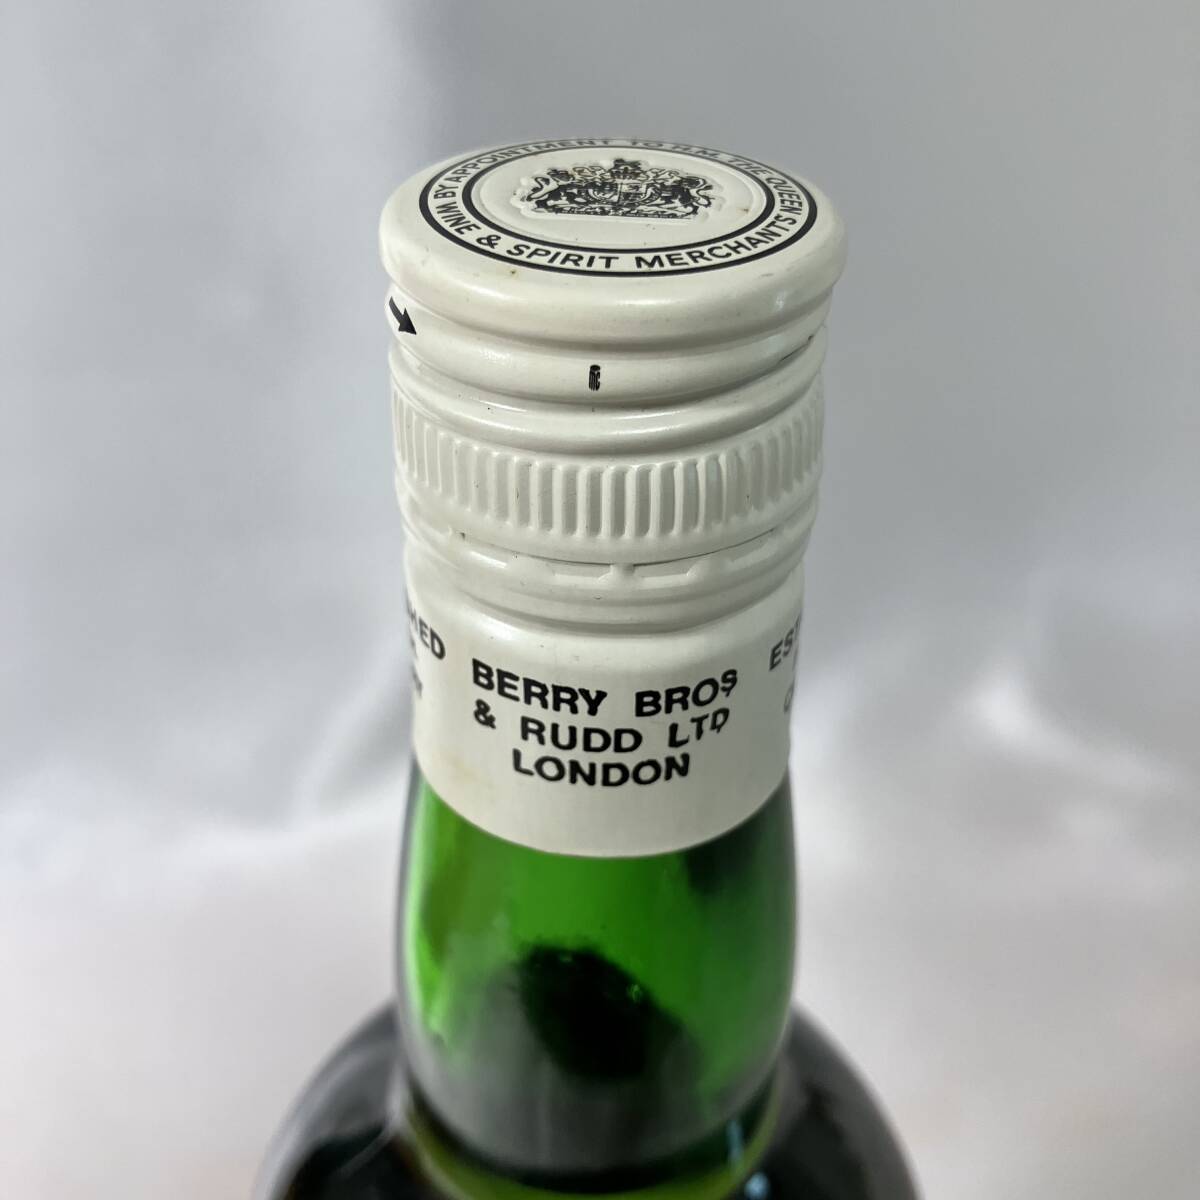 BY APPOINTMENT TO H.M. THE QUEEN
WINE & SPIRIT MERCHANTS
BERRY BROS
& RUDD LTD
LONDON